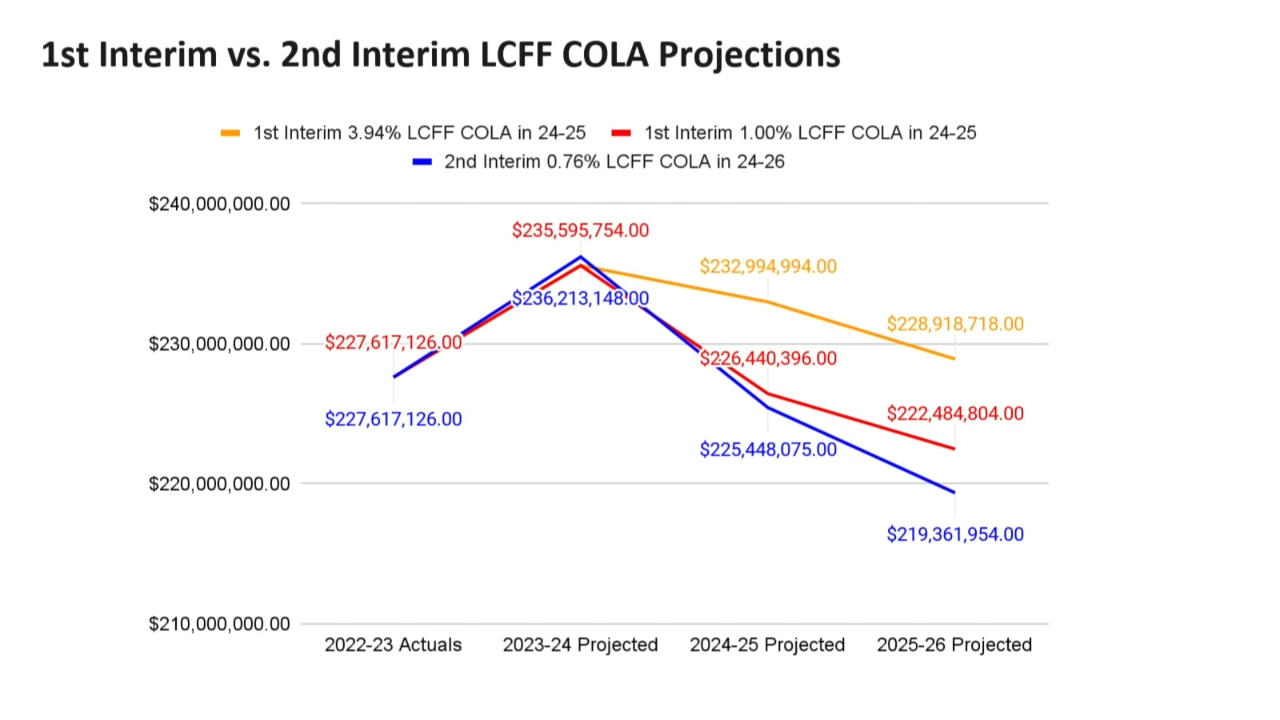 1st Interim vs. 2nd Interim LCFF COLA Projections
1st Interim 3.94% LCFF COLA in 24-25
1st Interim 1.00% LCFF COLA in 24-25
2nd Interim 0.76% LCFF COLA in 24-26
$240,000,000.00
$235,595,754.00
$232,994,994.00
$236,213,148.00
$228,918,718.00
$230,000,000.00
$227,617,126.00
$226,440,396.00
$227,617,126.00
$222,484,804.00
$225,448,075.00
$220,000,000.00
$219,361,954.00
$210,000,000.00
2022-23 Actuals
2023-24 Projected
2024-25 Projected
2025-26 Projected